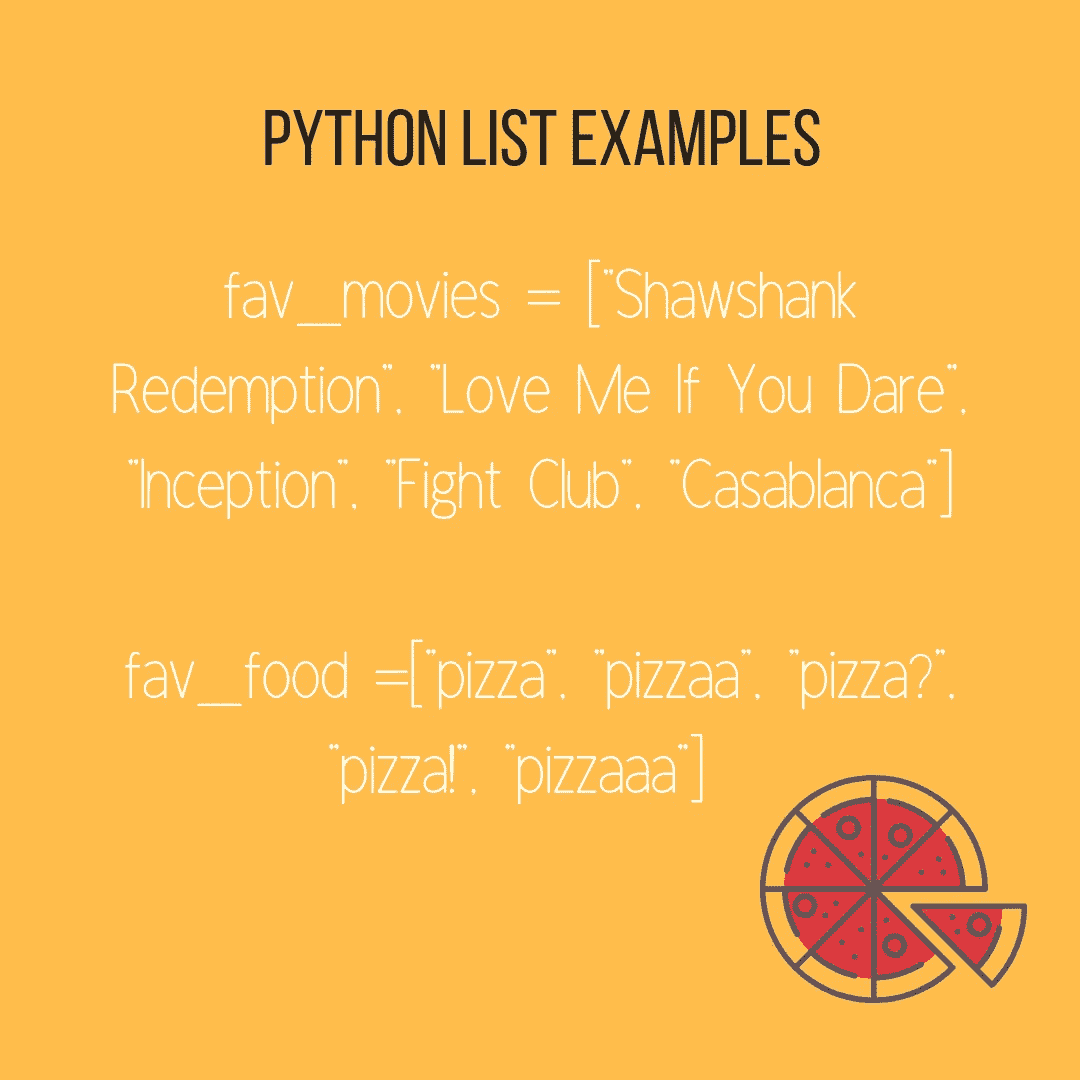 PYTHON LIST EXAMPLES
fav_movies = ["Shawshank
Redemption", "Love Me If You Dare",
"Inception", "Fight Club", "Casablanca"]
fav_food =["pizza", "pizzaa", "pizza?",
"pizza!", "pizzaaa"]